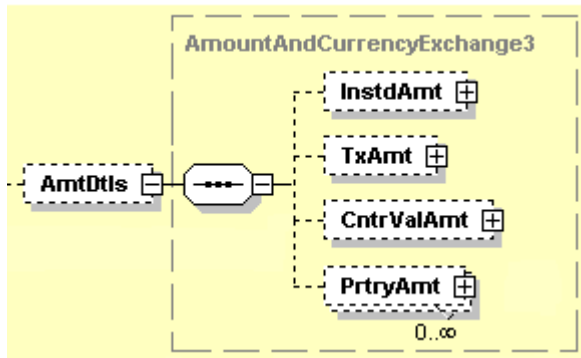 AmountAndCurrencyExchange3
InstdAmt
TxAmt
AmtDtls
CntrValAmt
PrtryAmt
0..∞